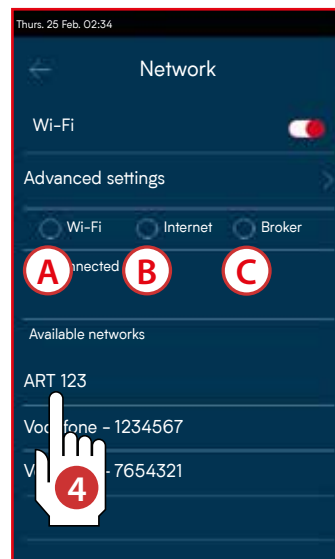 Thurs. 25 Feb. 02:34
Network
Wi-Fi
Advanced settings
Wi-Fi Internet Broker
A B C
Available networks
ART 123
- 1234567
4 - 7654321